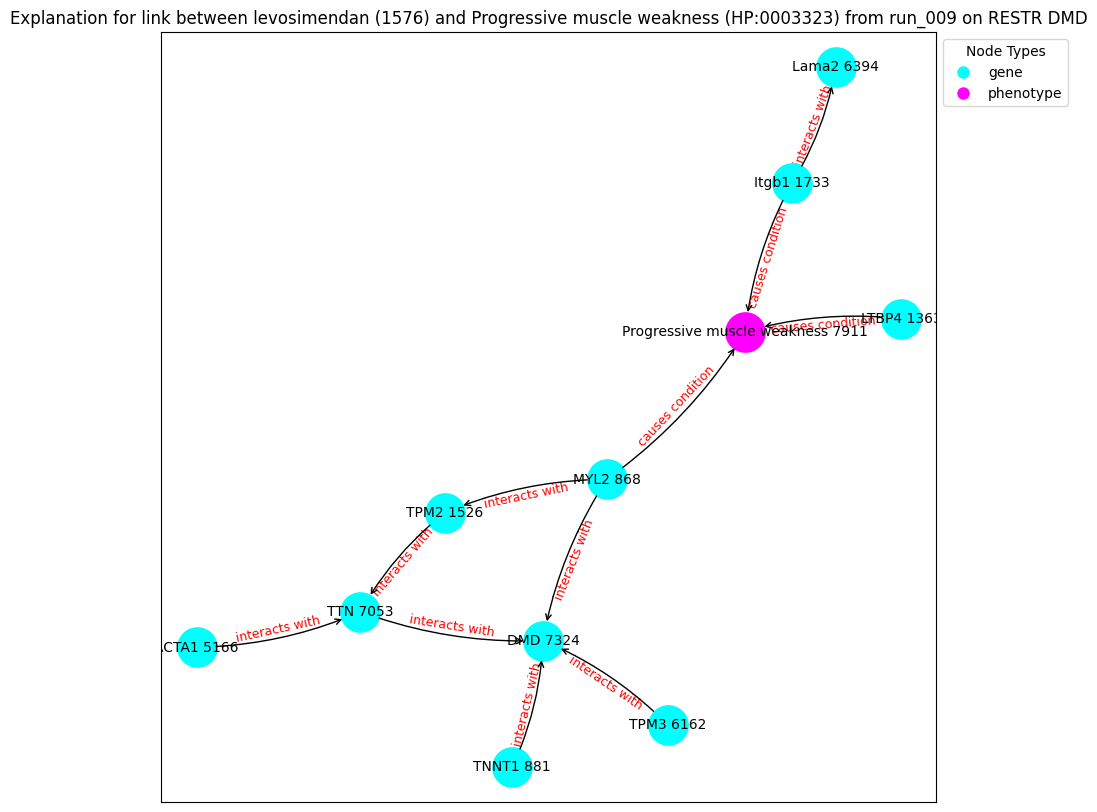 Explanation for link between levosimendan (1576) and Progressive muscle weakness (HP:0003323) from run_009 on RESTR DMD
Node Types
gene
phenotype
Lama2 6394
interacts with
Itgb1 1733
causes condition
LTBP4 1363
causes condition
Progressive muscle weakness 7911
causes condition
MYL2 868
interacts with
TPM2 1526
interacts with
interacts with
TTN 7053
interacts with
interacts with
DMD 7324
ACTA1 5166
interacts with
interacts with
TPM3 6162
TNNT1 881